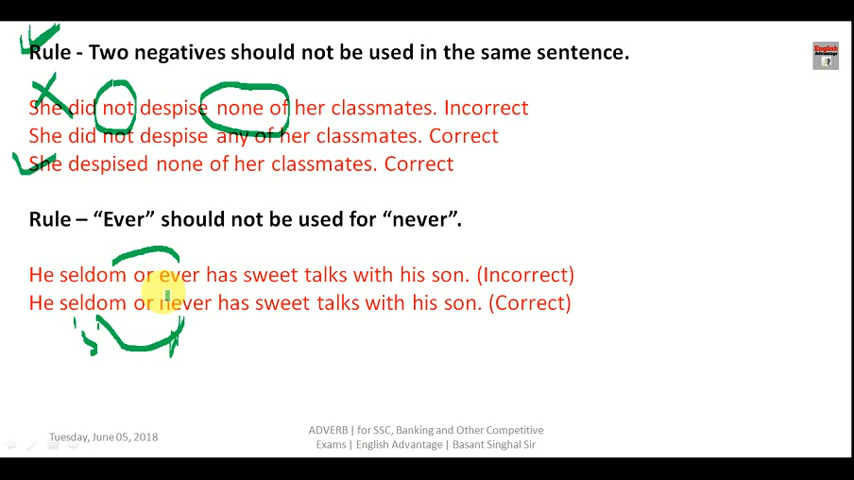 Rule - Two negatives should not be used in the same sentence.
English
Advantage
She did not despise none of her classmates. Incorrect
She did not despise any of her classmates. Correct
She despised none of her classmates. Correct
Rule – “Ever” should not be used for “never”.
He seldom or ever has sweet talks with his son. (Incorrect)
He seldom or never has sweet talks with his son. (Correct)
Tuesday, June 05, 2018
ADVERB | for SSC, Banking and Other Competitive
Exams | English Advantage | Basant Singhal Sir